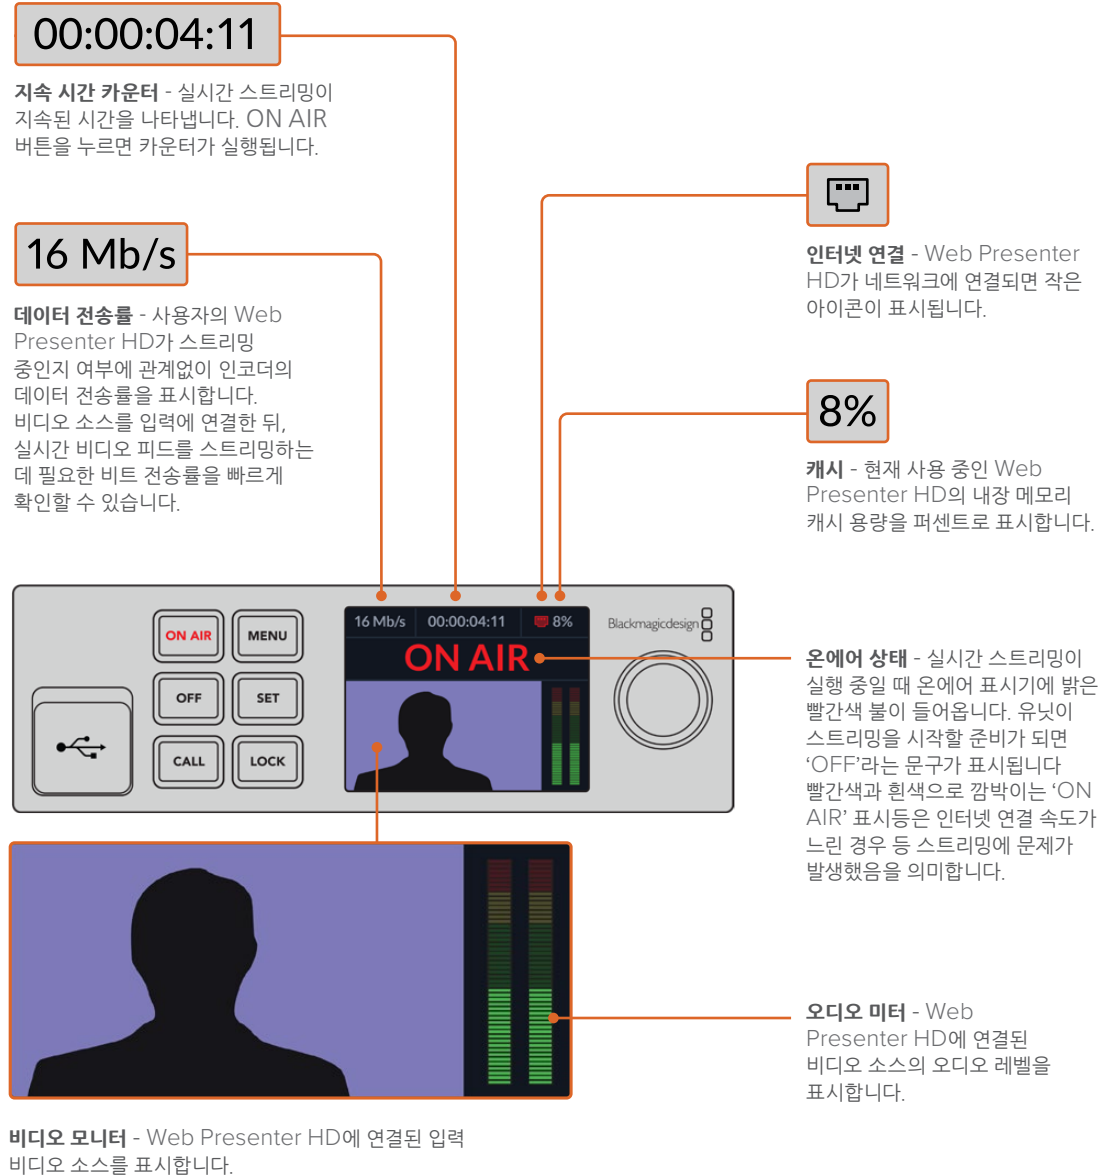 00:00:04:11
지속 시간 카운터 - 실시간 스트리밍이
지속된 시간을 나타냅니다. ON AIR
버튼을 누르면 카운터가 실행됩니다.
16 Mb/s
데이터 전송률 - 사용자의 Web
Presenter HD가 스트리밍
중인지 여부에 관계없이 인코더의
데이터 전송률을 표시합니다.
비디오 소스를 입력에 연결한 뒤,
실시간 비디오 피드를 스트리밍하는
데 필요한 비트 전송률을 빠르게
확인할 수 있습니다.
인터넷 연결 - Web Presenter
HD가 네트워크에 연결되면 작은
아이콘이 표시됩니다.
8%
캐시 - 현재 사용 중인 Web
Presenter HD의 내장 메모리
캐시 용량을 퍼센트로 표시합니다.
ON AIR
MENU
OFF
SET
CALL
LOCK
16 Mb/s
00:00:04:11
8%
ON AIR
Blackmagicdesign
온에어 상태 - 실시간 스트리밍이
실행 중일 때 온에어 표시기에 밝은
빨간색 불이 들어옵니다. 유닛이
스트리밍을 시작할 준비가 되면
‘OFF’라는 문구가 표시됩니다
빨간색과 흰색으로 깜박이는 ‘ON
AIR’ 표시등은 인터넷 연결 속도가
느린 경우 등 스트리밍에 문제가
발생했음을 의미합니다.
오디오 미터 - Web
Presenter HD에 연결된
비디오 소스의 오디오 레벨을
표시합니다.
비디오 모니터 - Web Presenter HD에 연결된 입력
비디오 소스를 표시합니다.